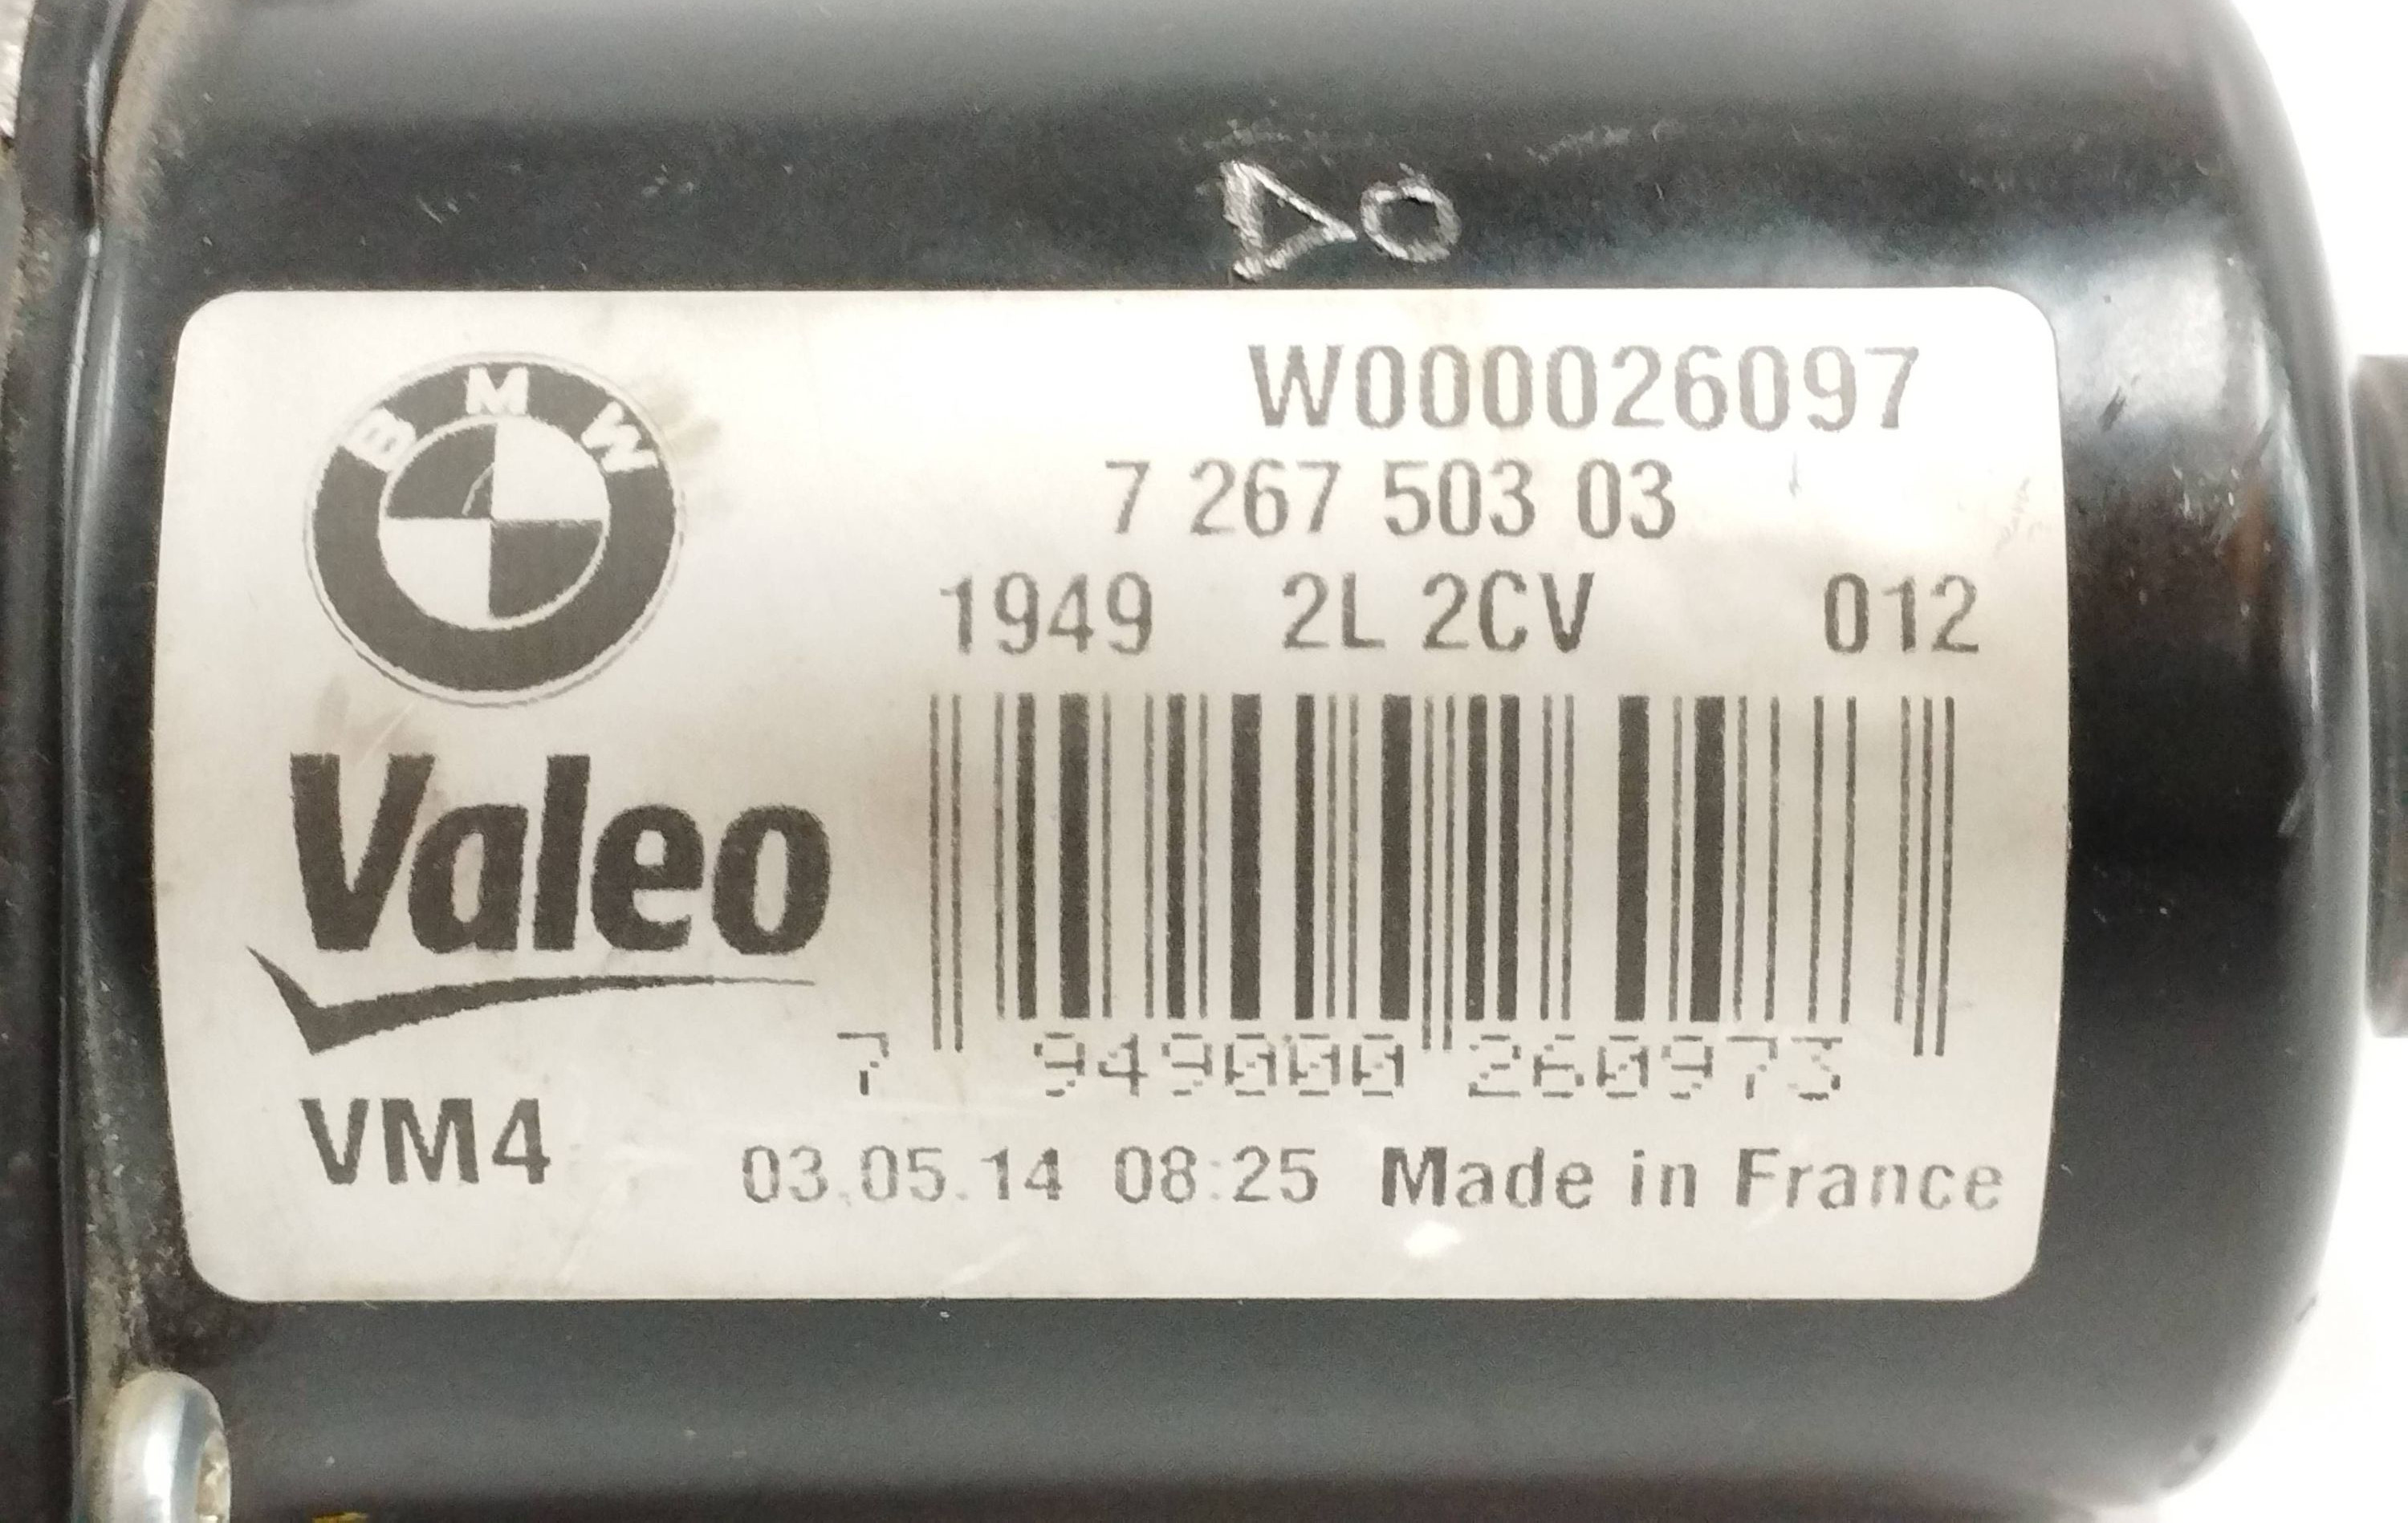 BMW
W000026097
7 267 503 03
1949 2L 2CV 012
Valeo
7 949000 260973
VM4
03.05.14 08:25 Made in France